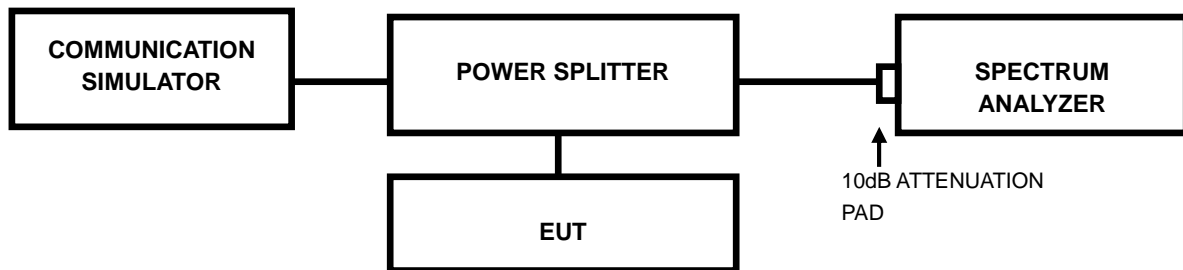 COMMUNICATION
SIMULATOR
POWER SPLITTER
SPECTRUM
ANALYZER
10dB ATTENUATION
PAD
EUT